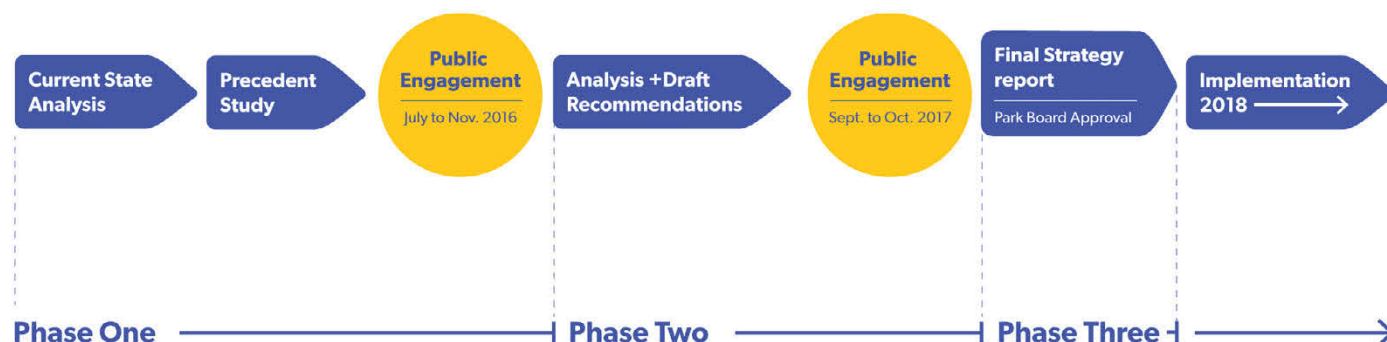 Current State
Analysis
Precedent
Study
Public
Engagement
July to Nov. 2016
Analysis +Draft
Recommendations
Public
Engagement
Sept. to Oct. 2017
Final Strategy
report
Park Board Approval
Implementation
2018
Phase One
Phase Two
Phase Three